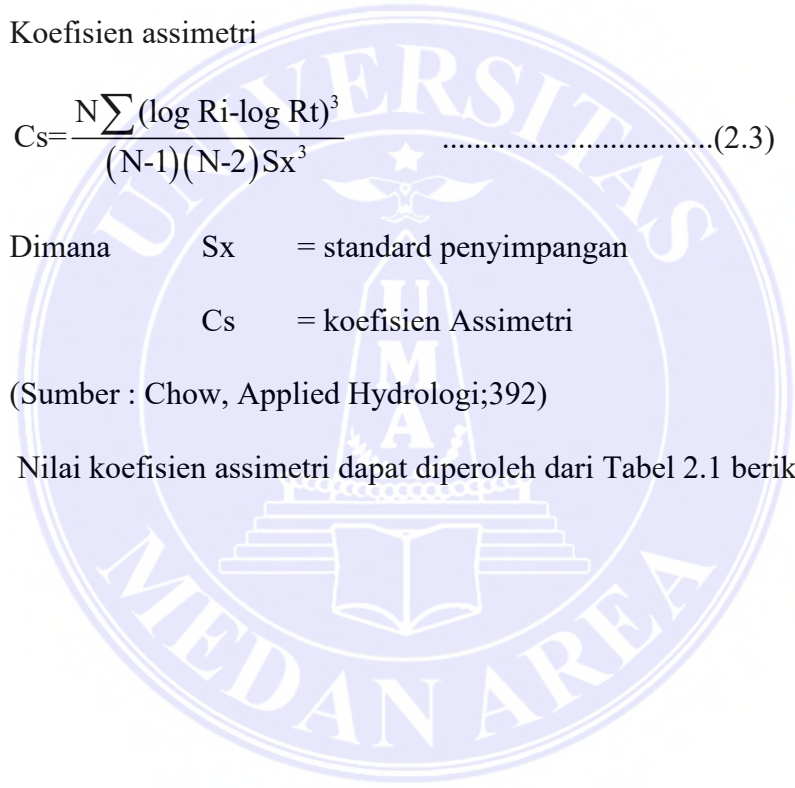 Koefisien assimetri
Cs=N∑(log Ri-log Rt)³/(N-1)(N-2)Sx³ ..................................(2.3)
Dimana Sx = standard penyimpangan
Cs = koefisien Assimetri
(Sumber : Chow, Applied Hydrologi;392)
Nilai koefisien assimetri dapat diperoleh dari Tabel 2.1 berik
UNIVERSITAS
UMA
MEDAN AREA